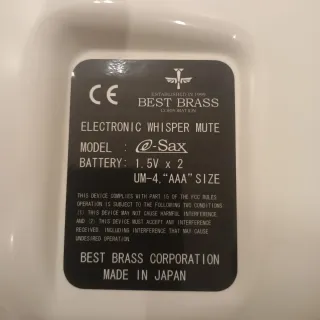 CE
ESTABLISHED IN 1999
BEST BRASS
CORPORATION
ELECTRONIC WHISPER MUTE
MODEL : e-Sax
BATTERY: 1.5V x 2
UM-4,"AAA" SIZE
THIS DEVICE COMPLIES WITH PART 15 OF THE FCC RULES
OPERATION IS SUBJECT TO THE FOLLOWING TWO CONDITIONS
(1) THIS DEVICE MAY NOT CAUSE HARMFUL INTERFERENCE,
AND (2) THIS DEVICE MUST ACCEPT ANY INTERFERENCE
RECEIVED, INCLUDING INTERFERENCE THAT MAY CAUSE
UNDESIRED OPERATION.
BEST BRASS CORPORATION
MADE IN JAPAN